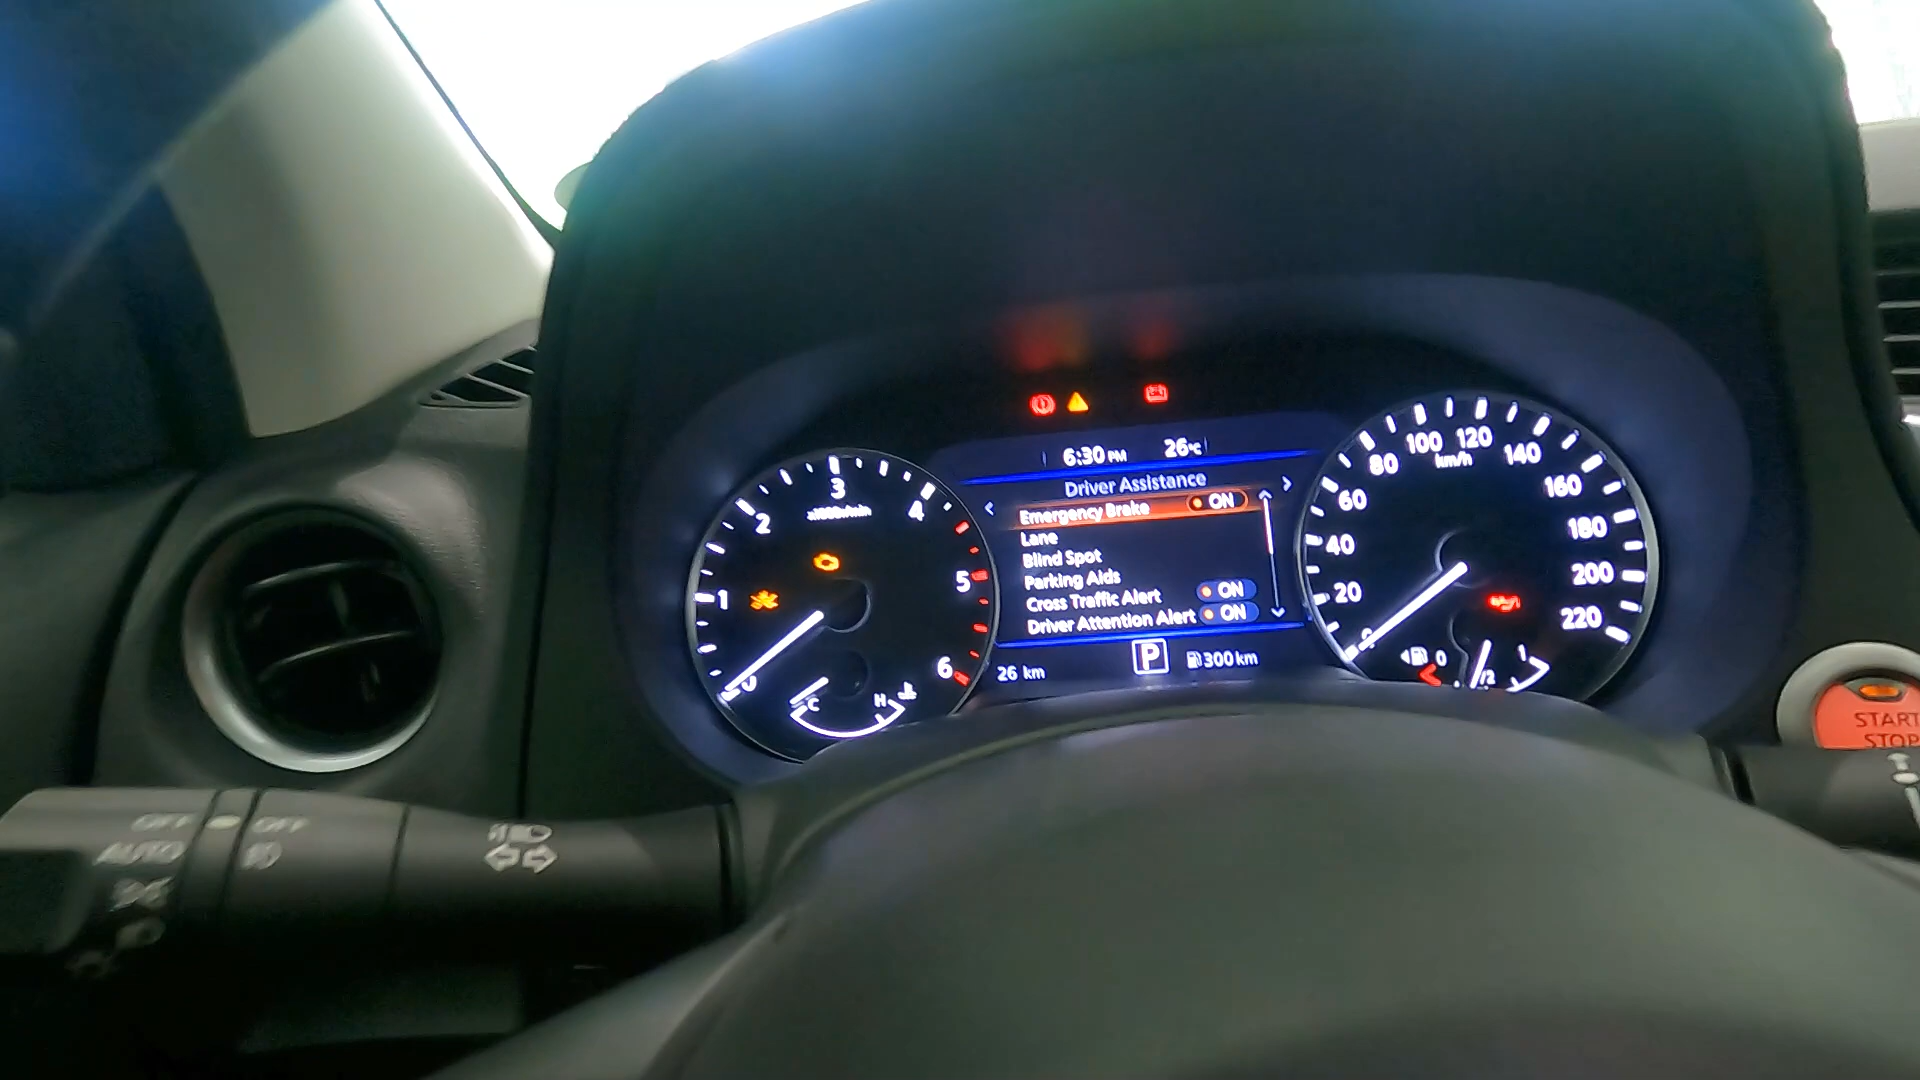 6:30 PM 26°C
Driver Assistance
Emergency Brake ON
Lane
Blind Spot
Parking Aids
Cross Traffic Alert ON
Driver Attention Alert ON
26 km P 300 km
0 1 2 3 4 5 6
C H
0 20 40 60 80 100 120 140 160 180 200 220
km/h
0 1/2 1
START
STOP
OFF OFF
AUTO